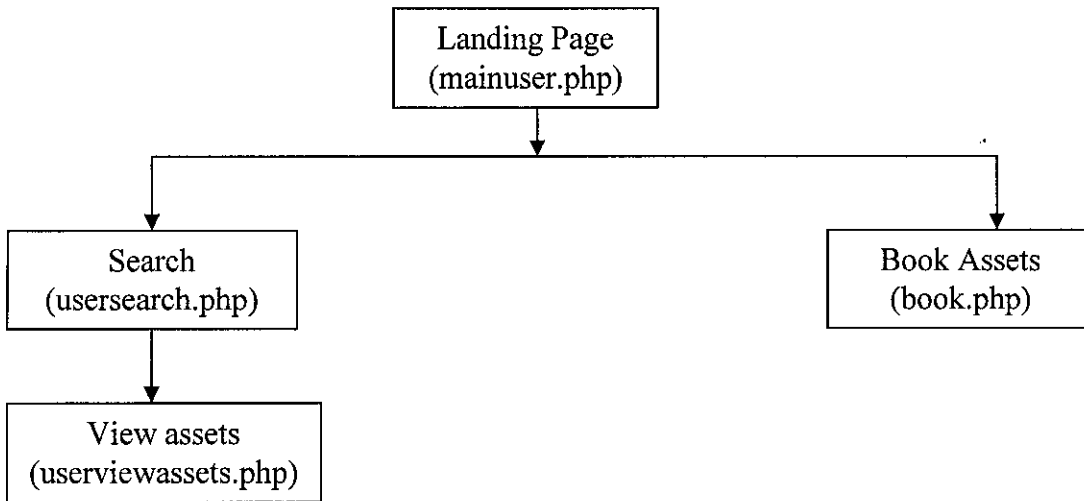 Landing Page
(mainuser.php)
Search
(usersearch.php)
Book Assets
(book.php)
View assets
(userviewassets.php)